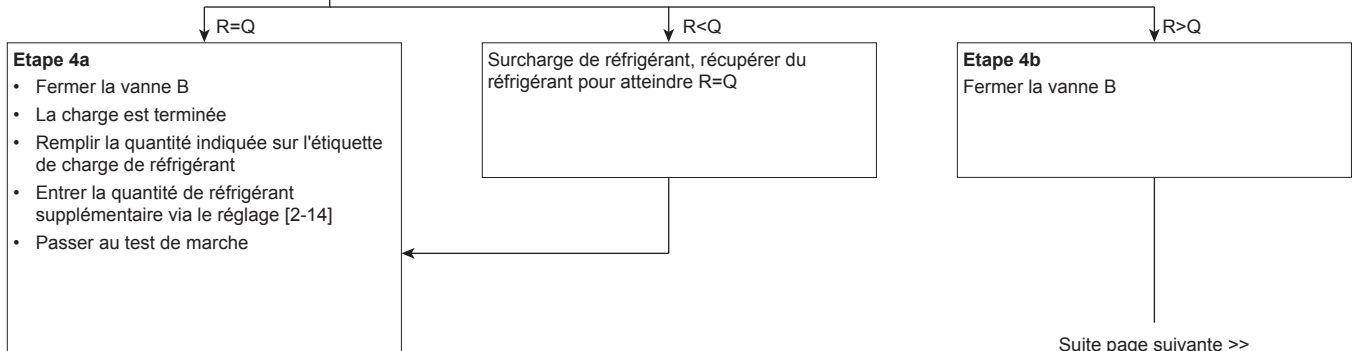 R=Q
R<Q
R>Q
Etape 4a
• Fermer la vanne B
• La charge est terminée
• Remplir la quantité indiquée sur l'étiquette
de charge de réfrigérant
• Entrer la quantité de réfrigérant
supplémentaire via le réglage [2-14]
• Passer au test de marche
Surcharge de réfrigérant, récupérer du
réfrigérant pour atteindre R=Q
Etape 4b
Fermer la vanne B
Suite page suivante >>